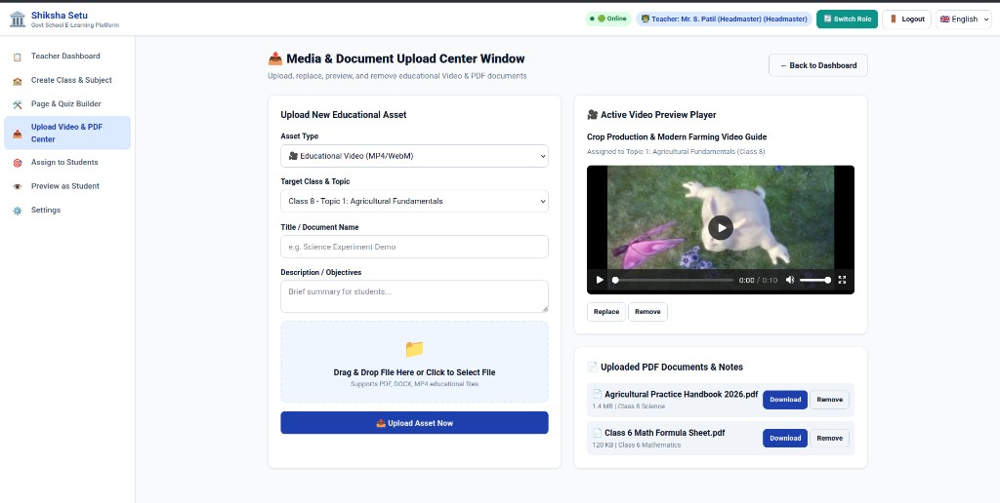 Shiksha Setu
Govt School E-Learning Platform
Online
Teacher: Mr. S. Patil (Headmaster) (Headmaster)
Switch Role
Logout
English
Teacher Dashboard
Create Class & Subject
Page & Quiz Builder
Upload Video & PDF
Center
Assign to Students
Preview as Student
Settings
Media & Document Upload Center Window
Upload, replace, preview, and remove educational Video & PDF documents
← Back to Dashboard
Upload New Educational Asset
Asset Type
Educational Video (MP4/WebM)
Target Class & Topic
Class 8 - Topic 1: Agricultural Fundamentals
Title / Document Name
e.g. Science Experiment Demo
Description / Objectives
Brief summary for students...
Drag & Drop File Here or Click to Select File
Supports PDF, DOCX, MP4 educational files
Upload Asset Now
Active Video Preview Player
Crop Production & Modern Farming Video Guide
Assigned to Topic 1: Agricultural Fundamentals (Class 8)
0:00 / 0:10
Replace
Remove
Uploaded PDF Documents & Notes
Agricultural Practice Handbook 2026.pdf
1.4 MB | Class 8 Science
Download
Remove
Class 6 Math Formula Sheet.pdf
120 KB | Class 6 Mathematics
Download
Remove